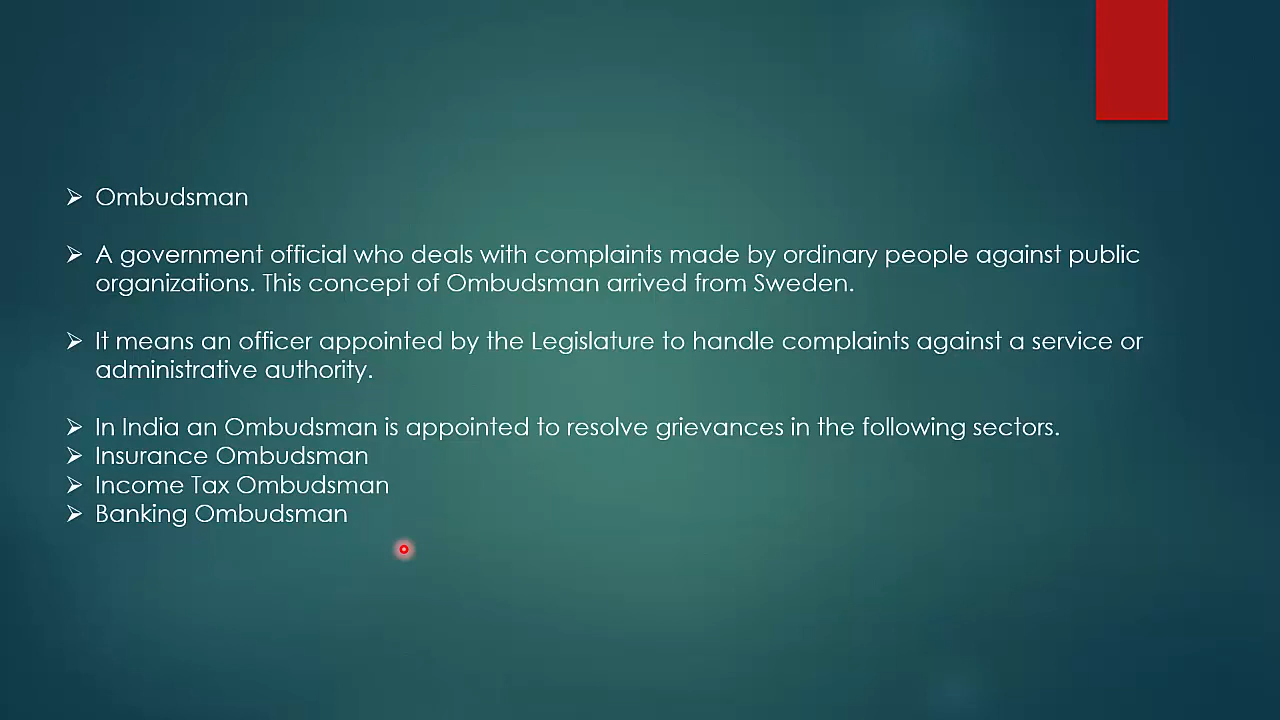 Ombudsman
A government official who deals with complaints made by ordinary people against public
organizations. This concept of Ombudsman arrived from Sweden.
It means an officer appointed by the Legislature to handle complaints against a service or
administrative authority.
In India an Ombudsman is appointed to resolve grievances in the following sectors.
Insurance Ombudsman
Income Tax Ombudsman
Banking Ombudsman